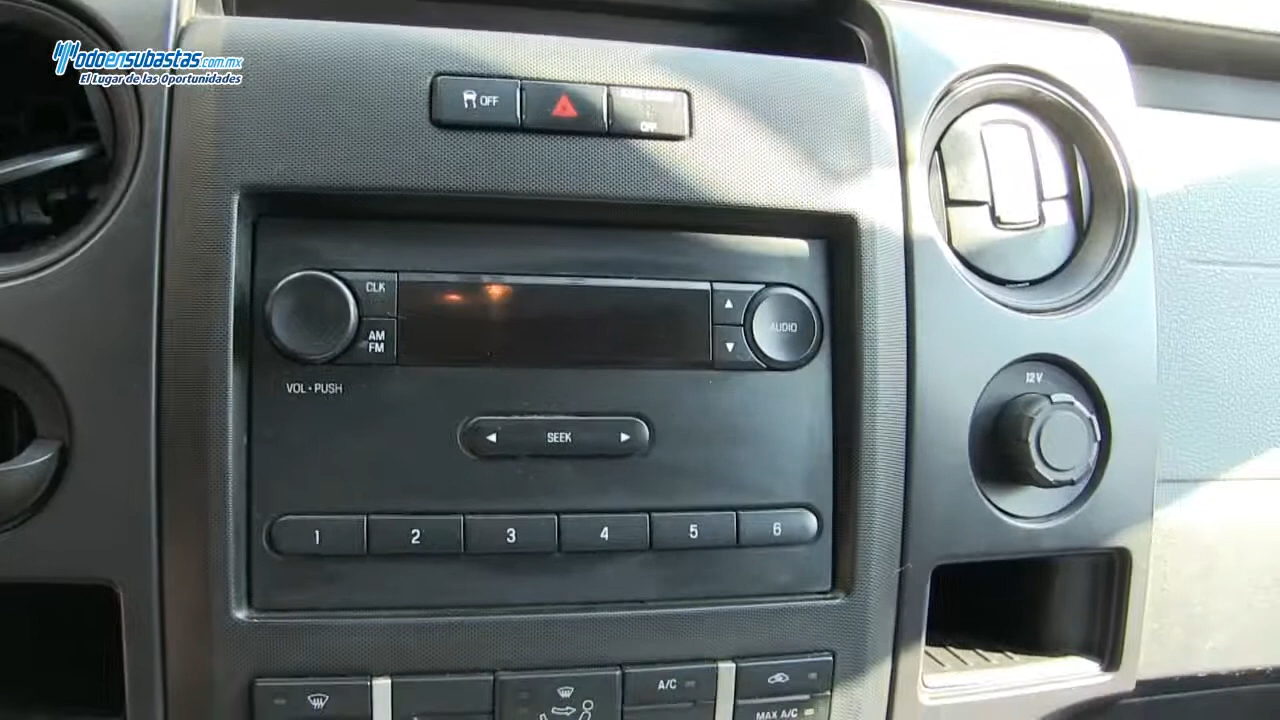 Modoensubastas.com.mx
El Lugar de las Oportunidades
OFF
OFF
CLK
AM
FM
AUDIO
VOL • PUSH
12V
SEEK
1 2 3 4 5 6
A/C
MAX A/C